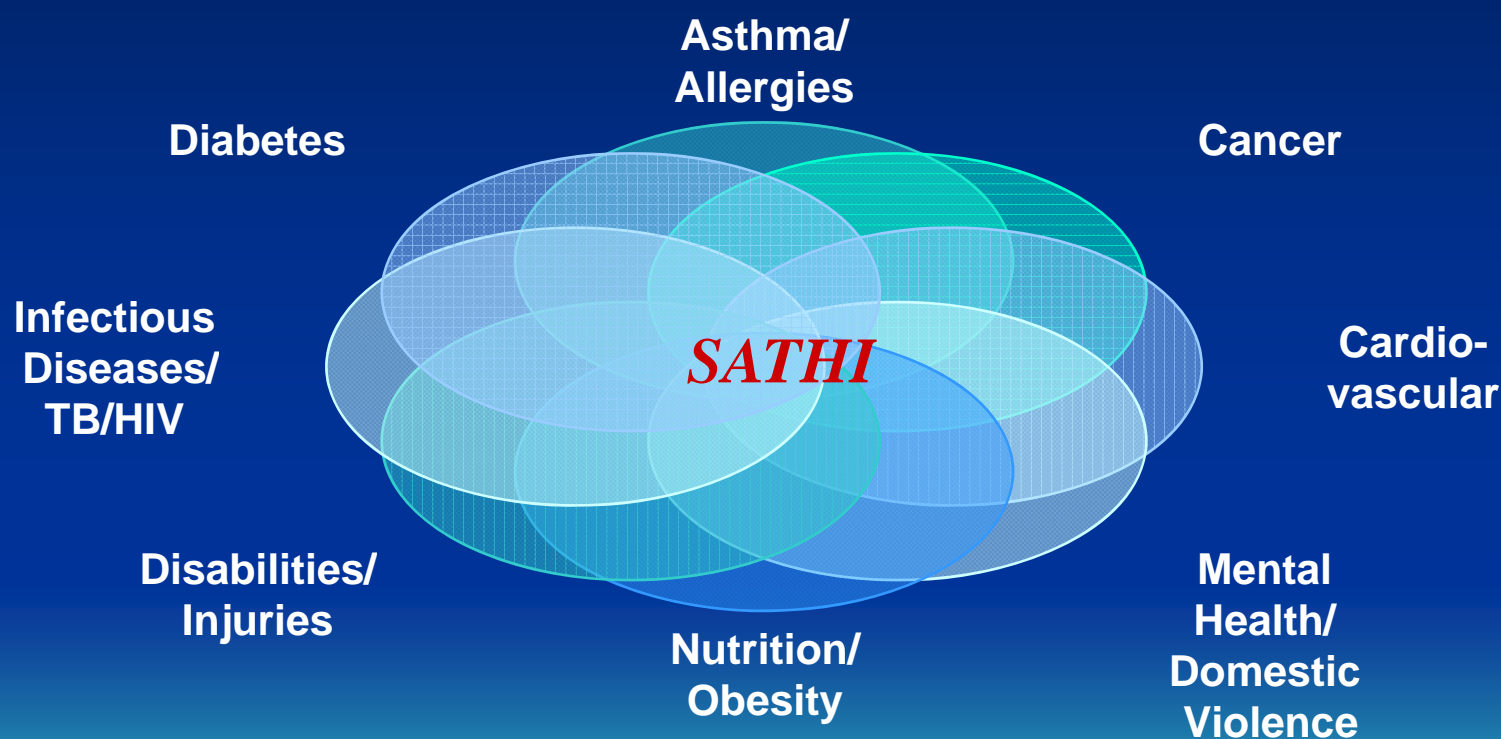 Asthma/
Allergies
Diabetes
Cancer
Infectious
Diseases/
TB/HIV
SATHI
Cardio-
vascular
Disabilities/
Injuries
Nutrition/
Obesity
Mental
Health/
Domestic
Violence